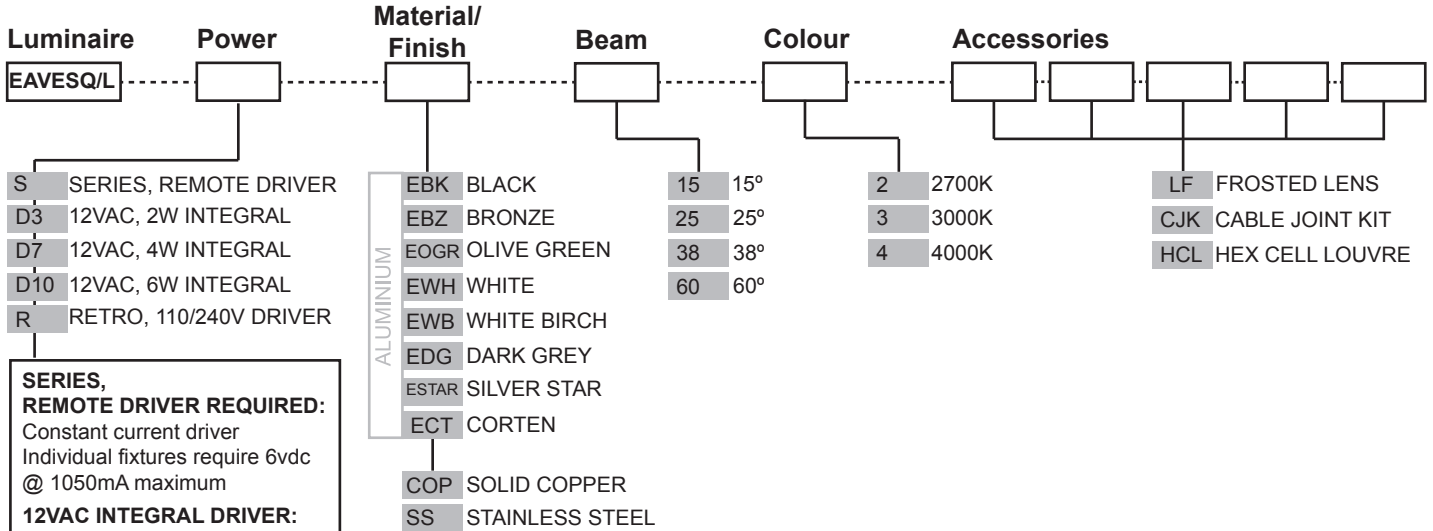 Luminaire Power Material/ Finish Beam Colour Accessories
EAVESQ/L
S SERIES, REMOTE DRIVER
D3 12VAC, 2W INTEGRAL
D7 12VAC, 4W INTEGRAL
D10 12VAC, 6W INTEGRAL
R RETRO, 110/240V DRIVER
SERIES,
REMOTE DRIVER REQUIRED:
Constant current driver
Individual fixtures require 6vdc
@ 1050mA maximum
12VAC INTEGRAL DRIVER:
ALUMINIUM
EBK BLACK
EBZ BRONZE
EOGR OLIVE GREEN
EWH WHITE
EWB WHITE BIRCH
EDG DARK GREY
ESTAR SILVER STAR
ECT CORTEN
COP SOLID COPPER
SS STAINLESS STEEL
15 15º
25 25º
38 38º
60 60º
2 2700K
3 3000K
4 4000K
LF FROSTED LENS
CJK CABLE JOINT KIT
HCL HEX CELL LOUVRE